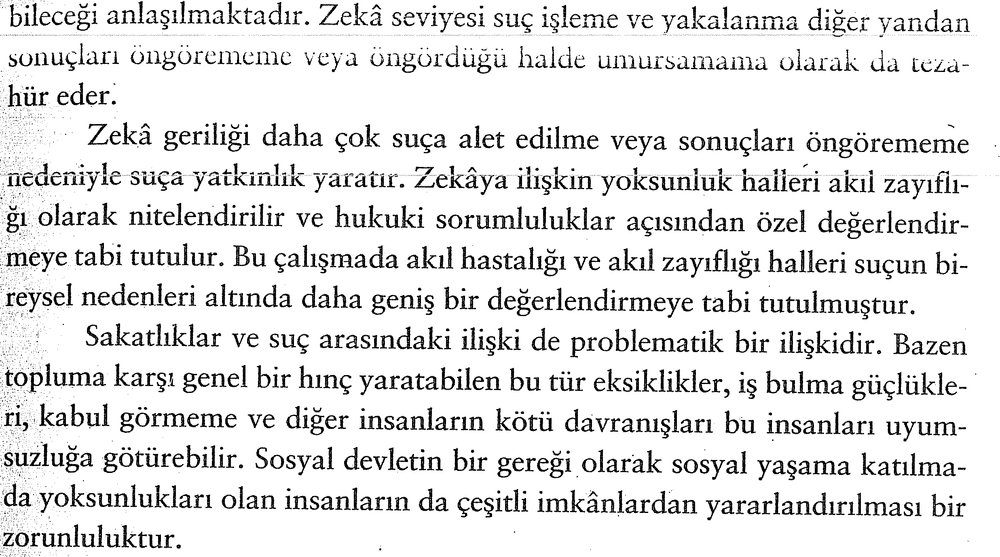 bileceği anlaşılmaktadır. Zekâ seviyesi suç işleme ve yakalanma diğer yandan
sonuçları öngörememe veya öngördüğü halde umursamama olarak da teza-
hür eder.
Zekâ geriliği daha çok suça alet edilme veya sonuçları öngörememe
nedeniyle suça yatkınlık yaratır. Zekâya ilişkin yoksunluk halleri akıl zayıflı-
ğı olarak nitelendirilir ve hukuki sorumluluklar açısından özel değerlendir-
meye tabi tutulur. Bu çalışmada akıl hastalığı ve akıl zayıflığı halleri suçun bi-
reysel nedenleri altında daha geniş bir değerlendirmeye tabi tutulmuştur.
Sakatlıklar ve suç arasındaki ilişki de problematik bir ilişkidir. Bazen
topluma karşı genel bir hınç yaratabilen bu tür eksiklikler, iş bulma güçlükle-
ri, kabul görmeme ve diğer insanların kötü davranışları bu insanları uyum-
suzluğa götürebilir. Sosyal devletin bir gereği olarak sosyal yaşama katılma-
da yoksunlukları olan insanların da çeşitli imkânlardan yararlandırılması bir
zorunluluktur.